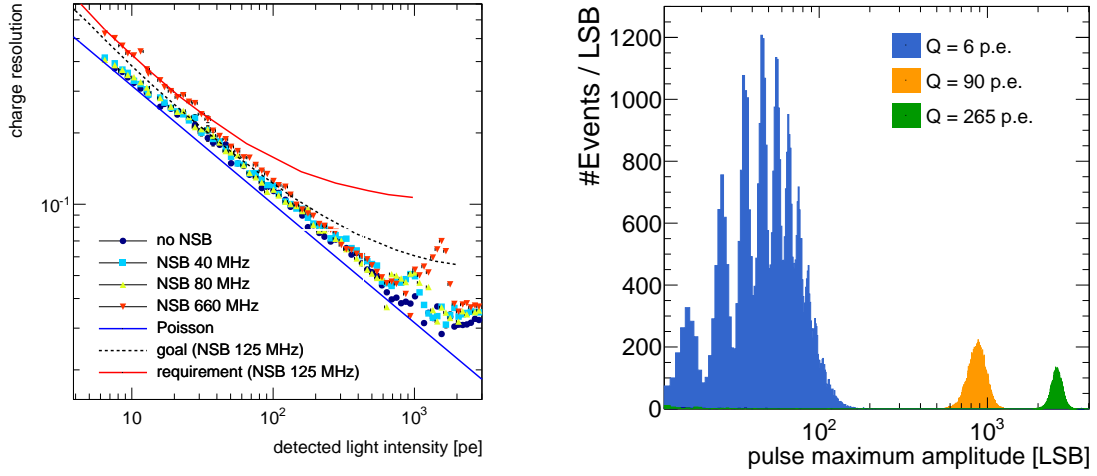 charge resolution
10⁻¹
no NSB
NSB 40 MHz
NSB 80 MHz
NSB 660 MHz
Poisson
goal (NSB 125 MHz)
requirement (NSB 125 MHz)
10 10² 10³
detected light intensity [pe]
#Events / LSB
1200
1000
800
600
400
200
0
Q = 6 p.e.
Q = 90 p.e.
Q = 265 p.e.
10² 10³
pulse maximum amplitude [LSB]